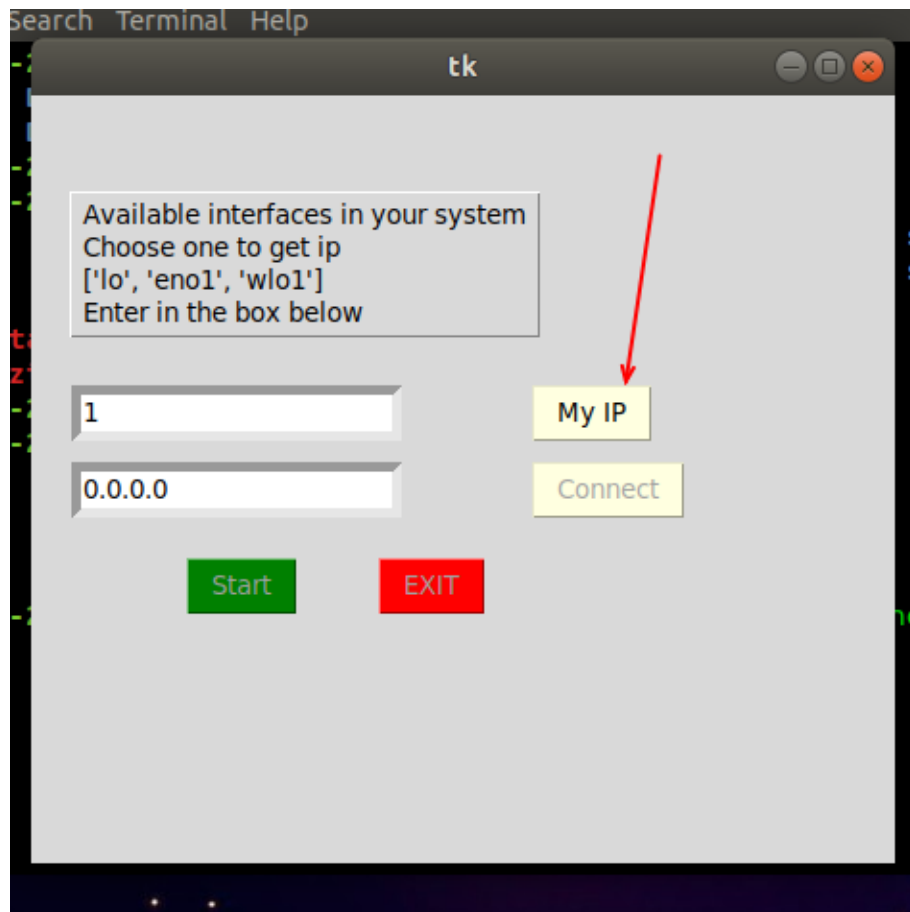 Search Terminal Help
tk
Available interfaces in your system
Choose one to get ip
['lo', 'eno1', 'wlo1']
Enter in the box below
1
My IP
0.0.0.0
Connect
Start
EXIT